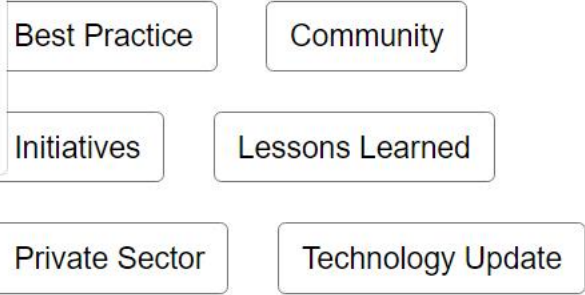 Best Practice Community
Initiatives Lessons Learned
Private Sector Technology Update